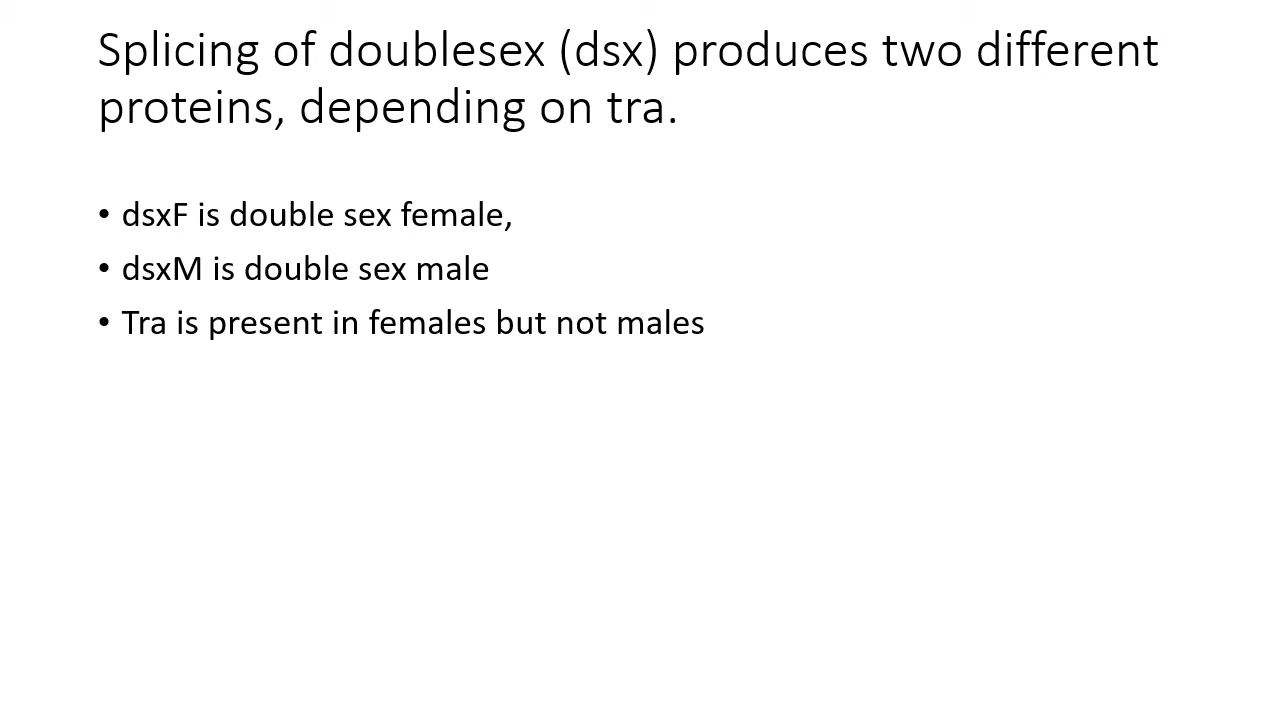 Splicing of doublesex (dsx) produces two different
proteins, depending on tra.
• dsxF is double sex female,
• dsxM is double sex male
• Tra is present in females but not males